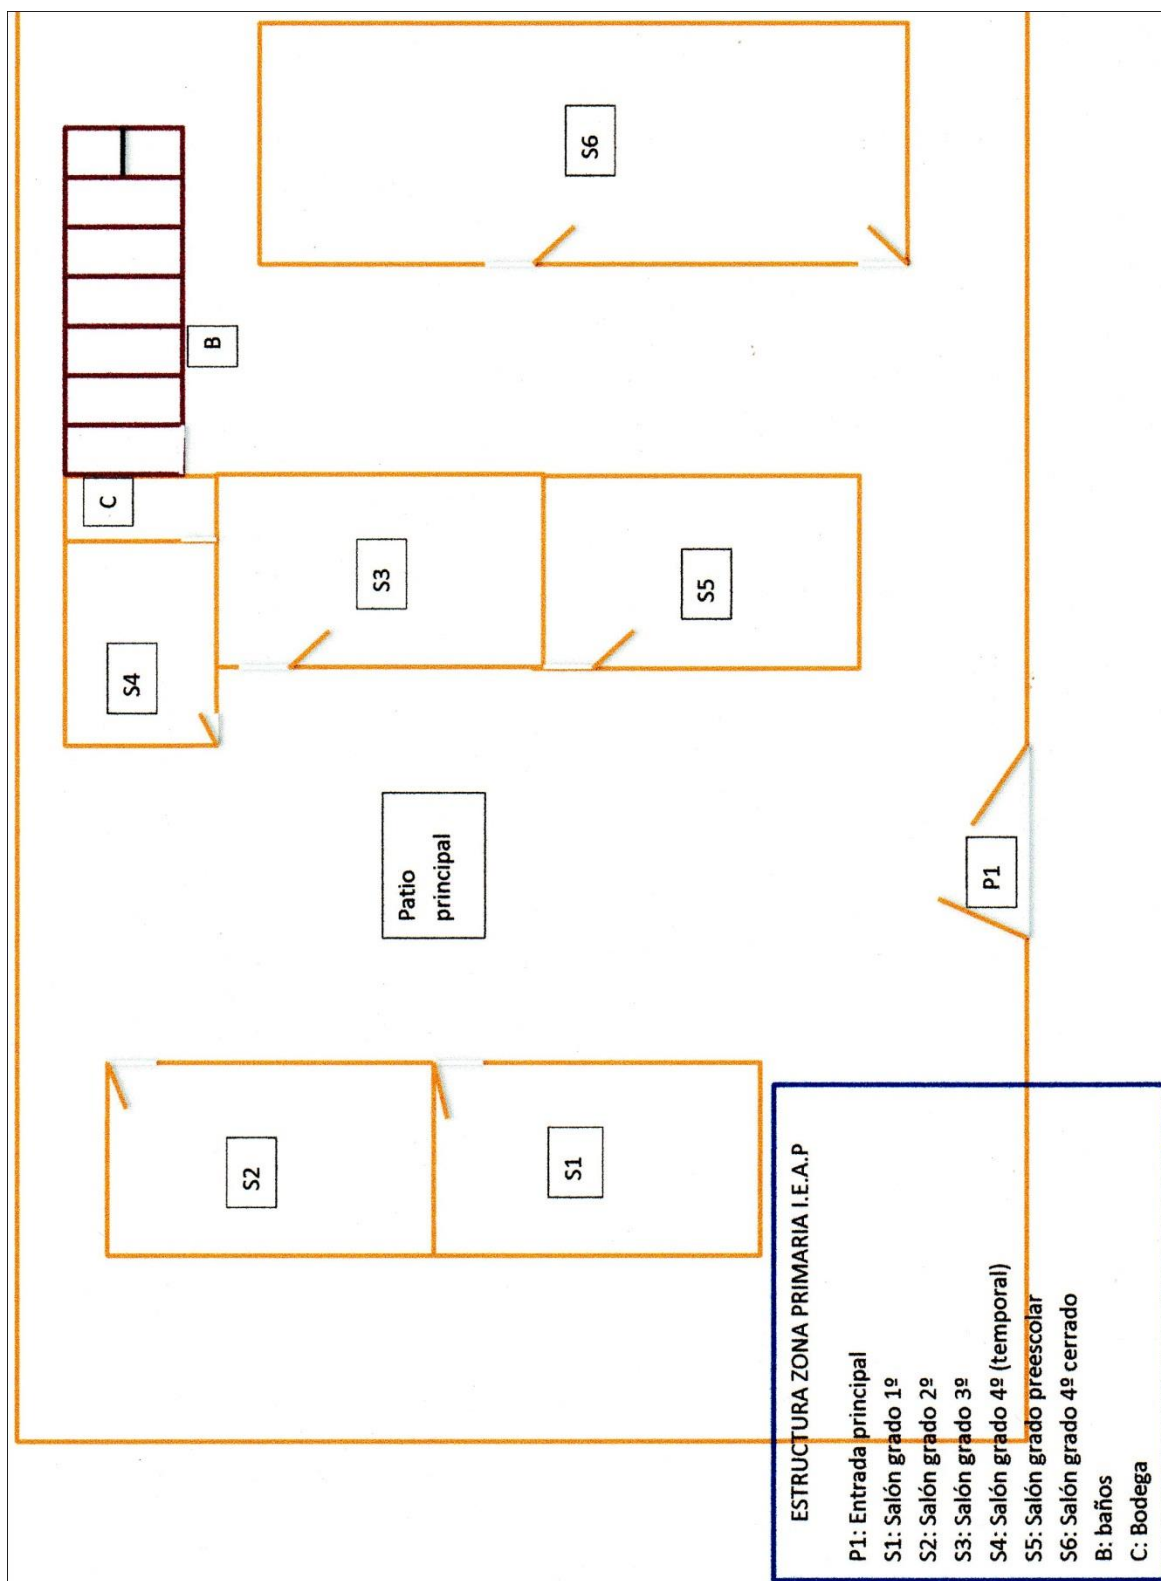 S4
C
B
S2
S3
Patio
principal
S1
S6
S5
P1
ESTRUCTURA ZONA PRIMARIA I.E.A.P
P1: Entrada principal
S1: Salón grado 1º
S2: Salón grado 2º
S3: Salón grado 3º
S4: Salón grado 4º (temporal)
S5: Salón grado preescolar
S6: Salón grado 4º cerrado
B: baños
C: Bodega